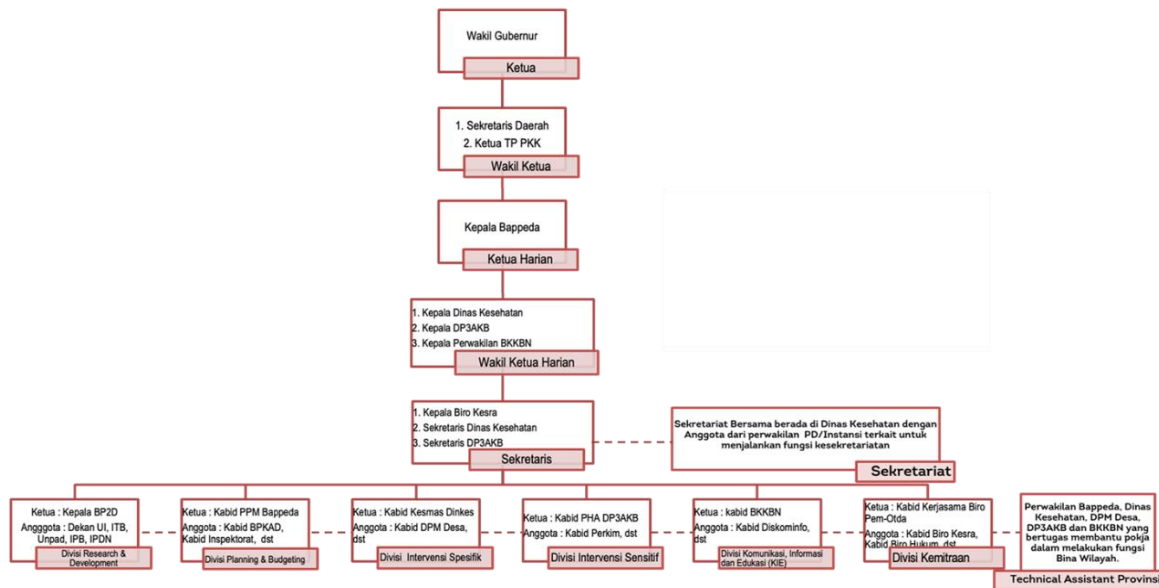 Wakil Gubernur
Ketua
1. Sekretaris Daerah
2. Ketua TP PKK
Wakil Ketua
Kepala Bappeda
Ketua Harian
1. Kepala Dinas Kesehatan
2. Kepala DP3AKB
3. Kepala Perwakilan BKKBN
Wakil Ketua Harian
1. Kepala Biro Kesra
2. Sekretaris Dinas Kesehatan
3. Sekretaris DP3AKB
Sekretaris
Sekretariat Bersama berada di Dinas Kesehatan dengan
Anggota dari perwakilan PD/Instansi terkait untuk
menjalankan fungsi kesekretariatan
Sekretariat
Ketua : Kepala BP2D
Angggota : Dekan UI, ITB,
Unpad, IPB, IPDN
Divisi Research &
Development
Ketua : Kabid PPM Bappeda
Anggota : Kabid BPKAD,
Kabid Inspektorat, dst
Divisi Planning & Budgeting
Ketua : Kabid Kesmas Dinkes
Anggota : Kabid DPM Desa,
dst
Divisi Intervensi Spesifik
Ketua : Kabid PHA DP3AKB
Anggota : Kabid Perkim, dst
Divisi Intervensi Sensitif
Ketua : kabid BKKBN
Anggota : Kabid Diskominfo,
dst
Divisi Komunikasi, Informasi
dan Edukasi (KIE)
Ketua : Kabid Kerjasama Biro
Pem-Otda
Anggota : Kabid Biro Kesra,
Kabid Biro Hukum, dst
Divisi Kemitraan
Perwakilan Bappeda, Dinas
Kesehatan, DPM Desa,
DP3AKB dan BKKBN yang
bertugas membantu pokja
dalam melakukan fungsi
Bina Wilayah.
Technical Assistant Provinsi